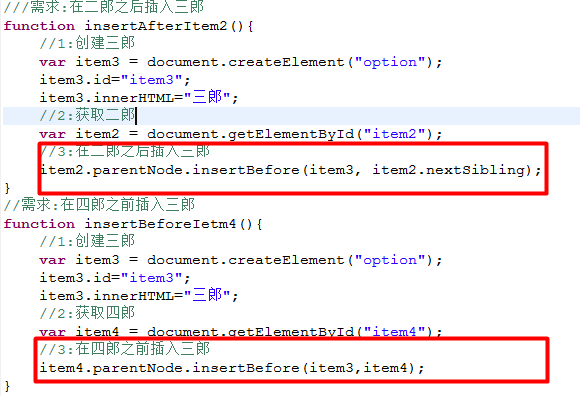 ///需求:在二郎之后插入三郎
function insertAfterItem2(){
//1:创建三郎
var item3 = document.createElement("option");
item3.id="item3";
item3.innerHTML="三郎";
//2:获取二郎
var item2 = document.getElementById("item2");
//3:在二郎之后插入三郎
item2.parentNode.insertBefore(item3, item2.nextSibling);
}
//需求:在四郎之前插入三郎
function insertBeforeIetm4(){
//1:创建三郎
var item3 = document.createElement("option");
item3.id="item3";
item3.innerHTML="三郎";
//2:获取四郎
var item4 = document.getElementById("item4");
//3:在四郎之前插入三郎
item4.parentNode.insertBefore(item3,item4);
}